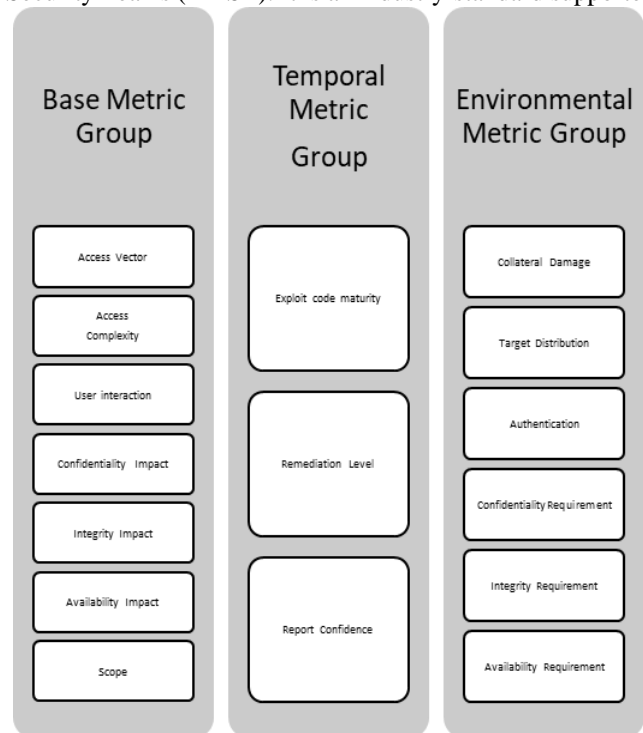 Base Metric
Group
Access Vector
Access
Complexity
User interaction
Confidentiality Impact
Integrity Impact
Availability Impact
Scope
Temporal
Metric
Group
Exploit code maturity
Remediation Level
Report Confidence
Environmental
Metric Group
Collateral Damage
Target Distribution
Authentication
Confidentiality Requirement
Integrity Requirement
Availability Requirement